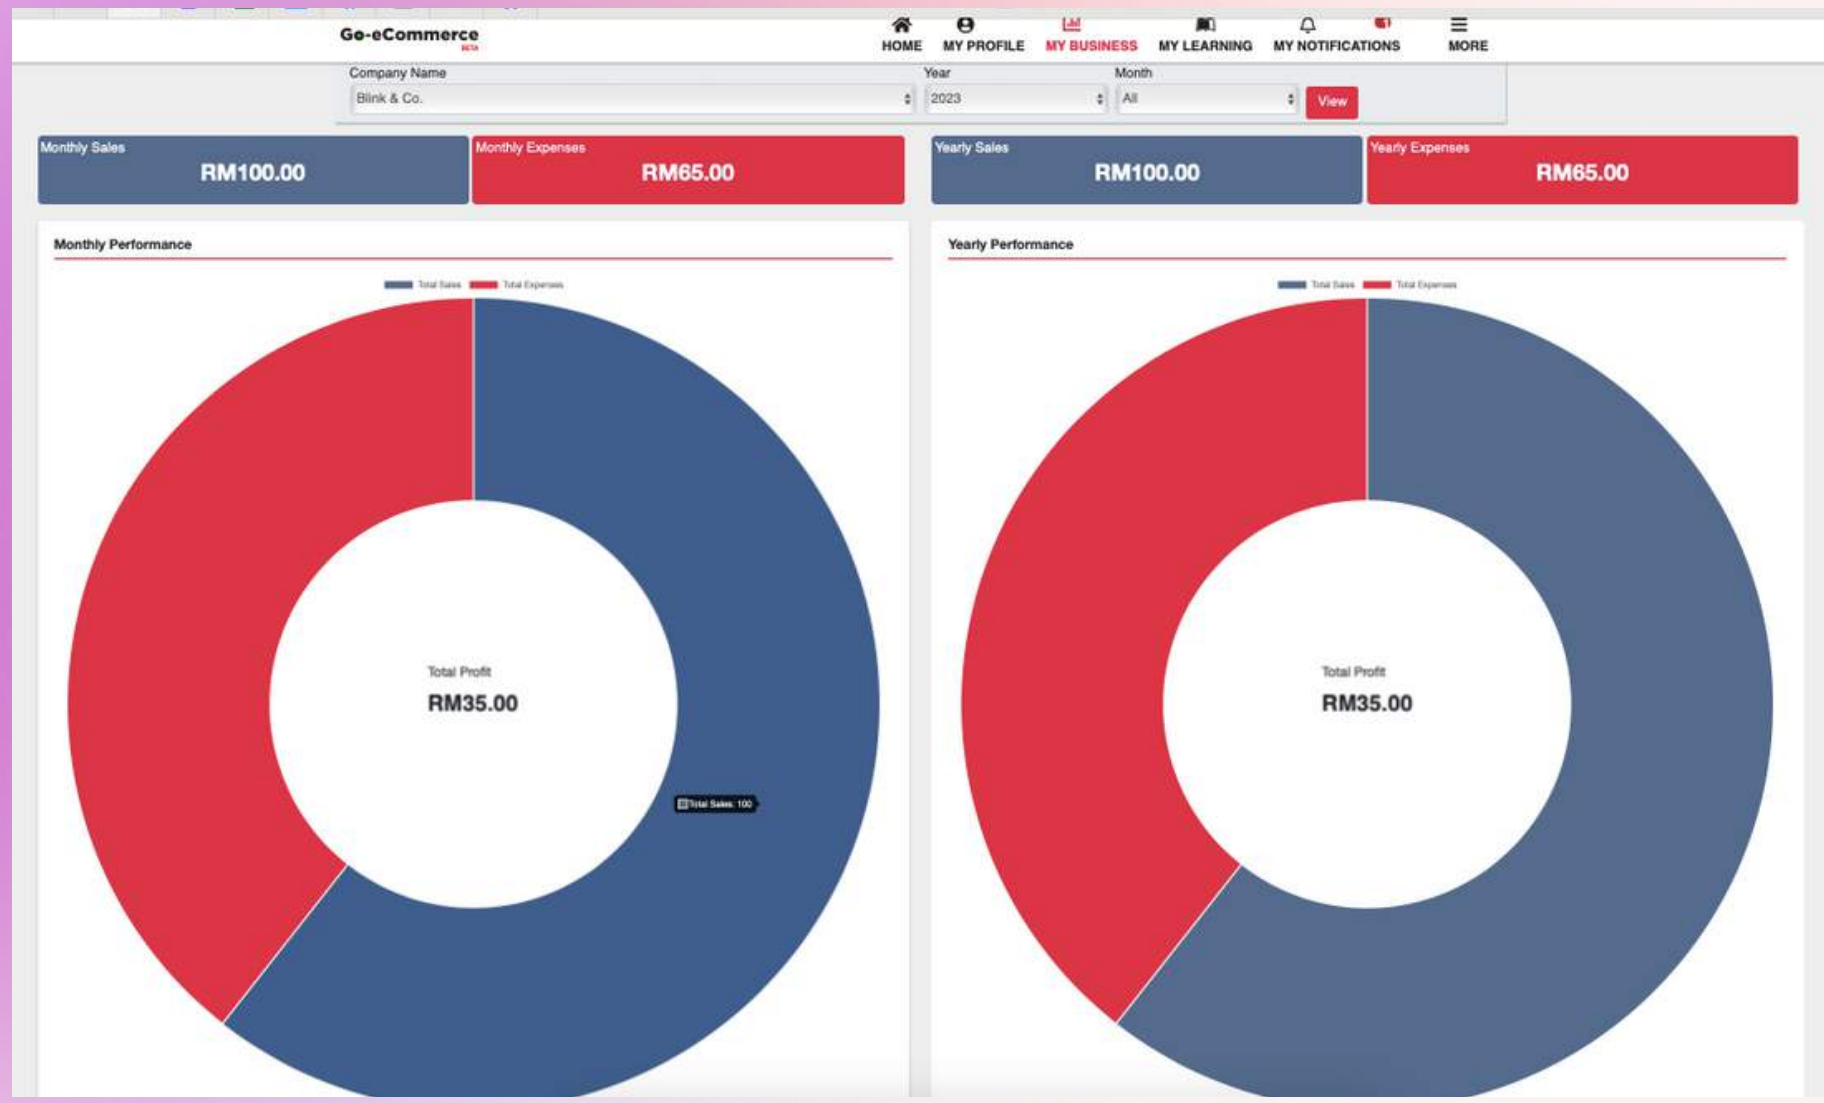 Go-eCommerce
BETA
HOME MY PROFILE MY BUSINESS MY LEARNING MY NOTIFICATIONS MORE
Company Name Year Month
Blink & Co. 2023 All View
Monthly Sales Monthly Expenses Yearly Sales Yearly Expenses
RM100.00 RM65.00 RM100.00 RM65.00
Monthly Performance Yearly Performance
Total Sales Total Expenses Total Sales Total Expenses
Total Profit Total Profit
RM35.00 RM35.00
Total Sales: 100